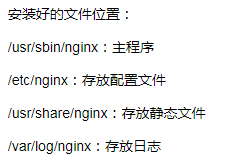 安装好的文件位置：
/usr/sbin/nginx：主程序
/etc/nginx：存放配置文件
/usr/share/nginx：存放静态文件
/var/log/nginx：存放日志